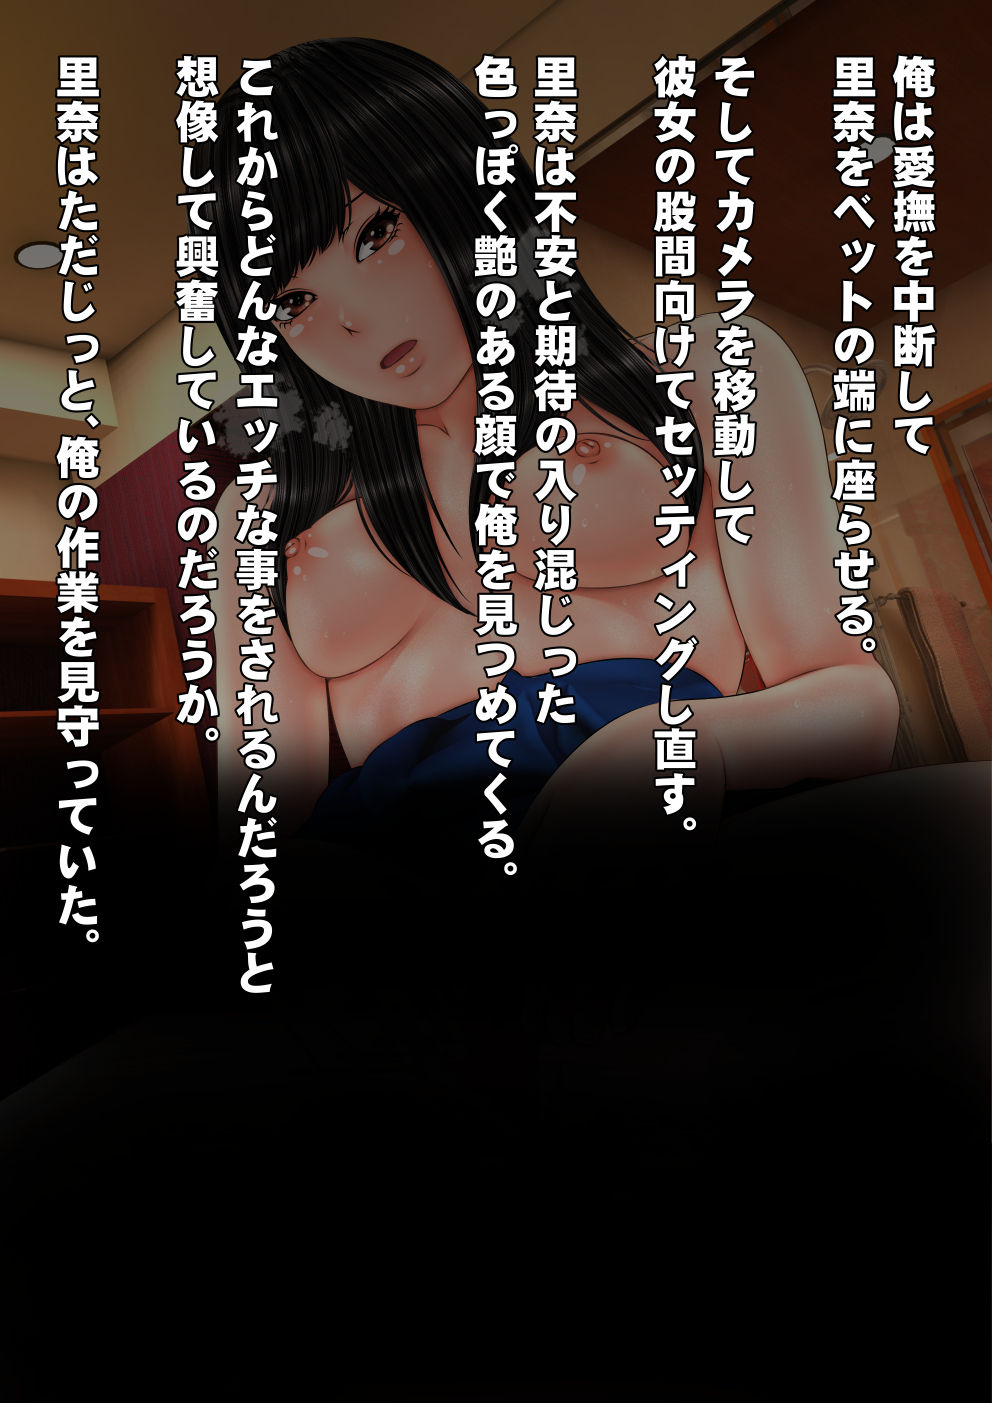 俺は愛撫を中断して
里奈をベットの端に座らせる。
そしてカメラを移動して
彼女の股間向けてセッティングし直す。
里奈は不安と期待の入り混じった
色っぽく艶のある顔で俺を見つめてくる。
これからどんなエッチな事をされるんだろうと
想像して興奮しているのだろうか。
里奈はただじっと、俺の作業を見守っていた。